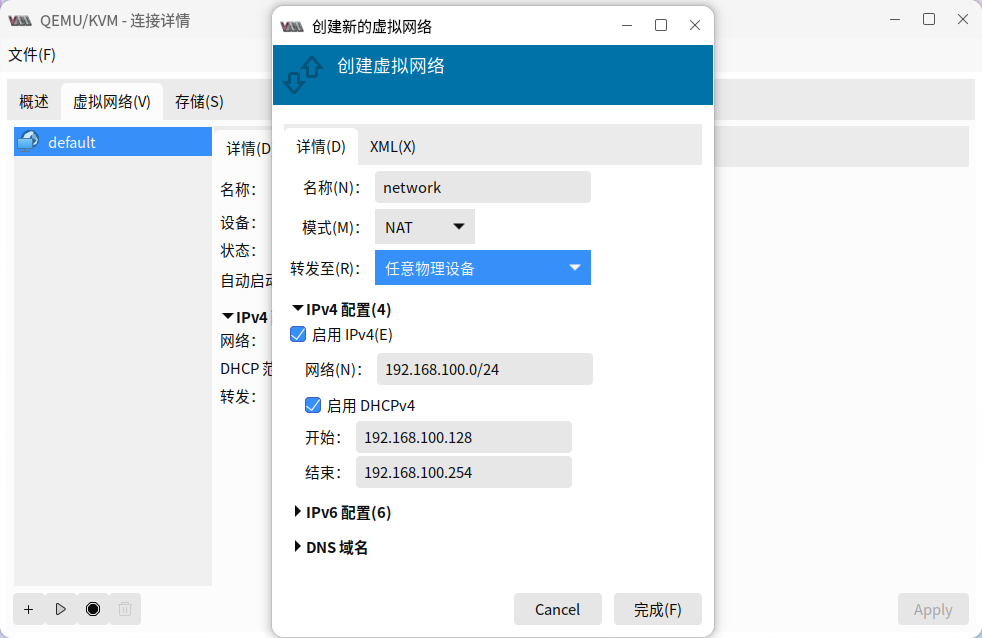 QEMU/KVM - 连接详情
文件(F)
概述
虚拟网络(V)
存储(S)
default
详情(D
名称：
设备：
状态：
自动启
IPv4
网络：
DHCP 范
转发：
Apply
创建新的虚拟网络
创建虚拟网络
详情(D)
XML(X)
名称(N)：
network
模式(M)：
NAT
转发至(R)：
任意物理设备
IPv4 配置(4)
启用 IPv4(E)
网络(N)：
192.168.100.0/24
启用 DHCPv4
开始：
192.168.100.128
结束：
192.168.100.254
IPv6 配置(6)
DNS 域名
Cancel
完成(F)